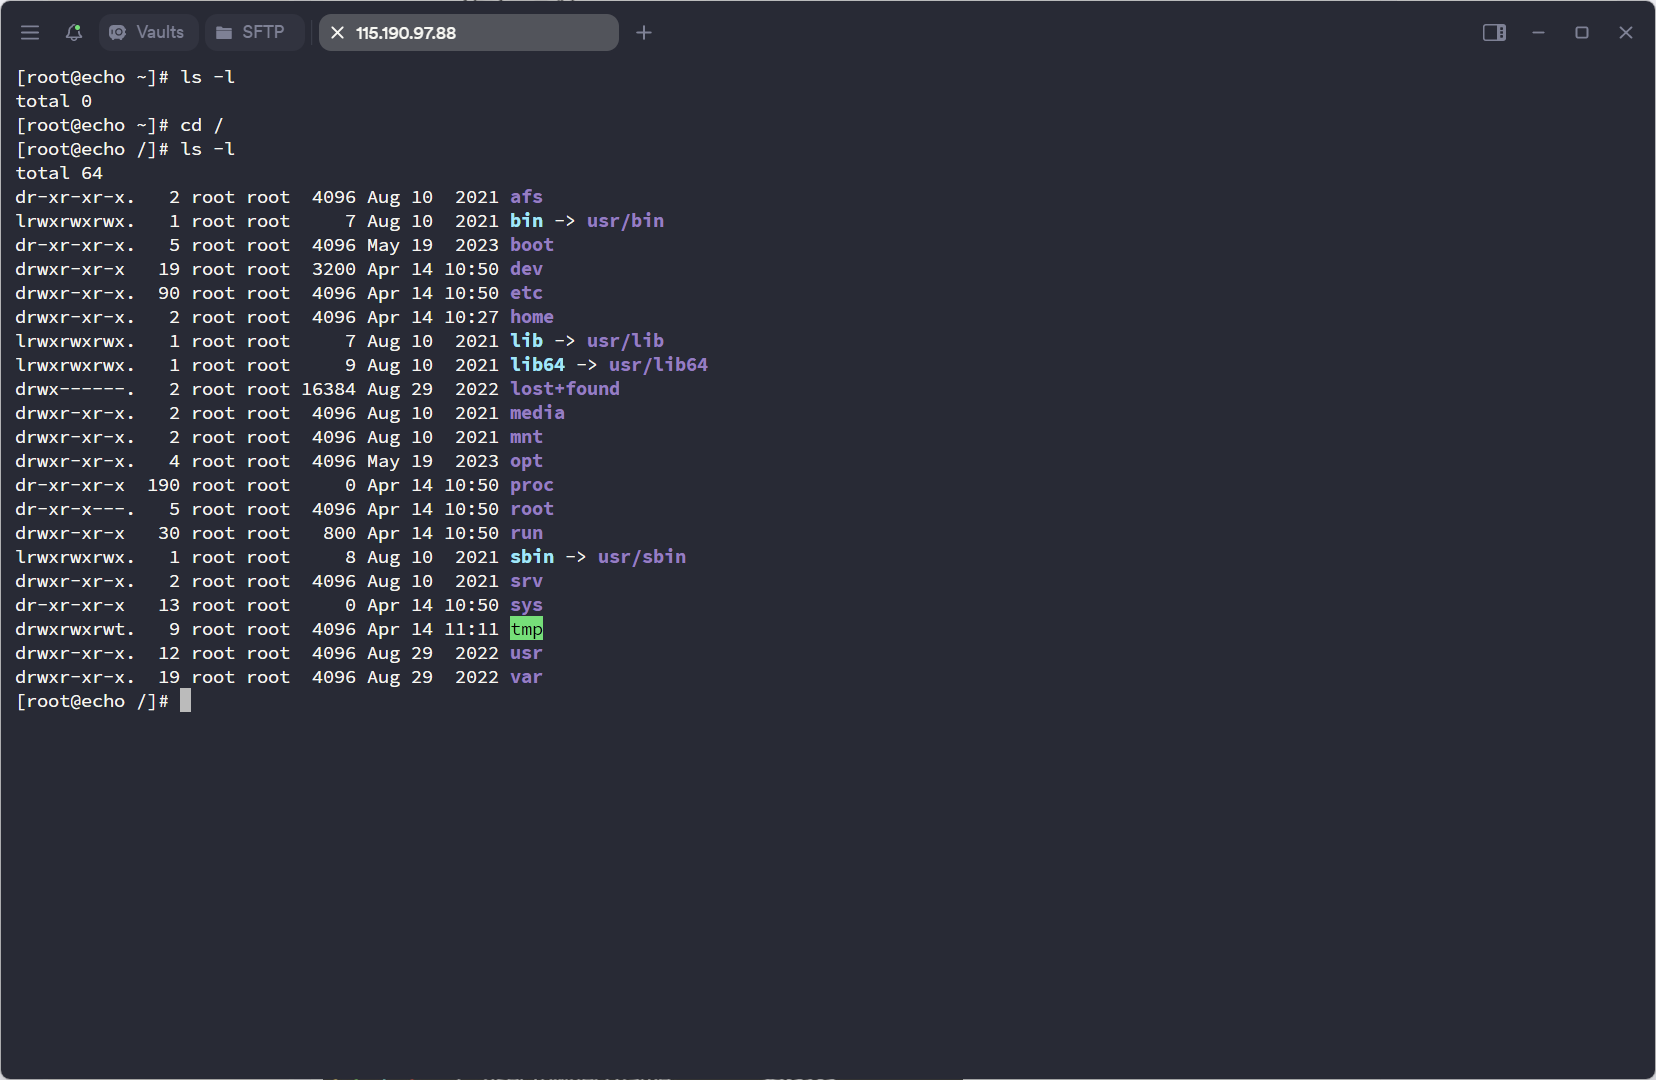 Vaults SFTP 115.190.97.88
[root@echo ~]# ls -l
total 0
[root@echo ~]# cd /
[root@echo /]# ls -l
total 64
dr-xr-xr-x.   2 root root  4096 Aug 10  2021 afs
lrwxrwxrwx.   1 root root     7 Aug 10  2021 bin -> usr/bin
dr-xr-xr-x.   5 root root  4096 May 19  2023 boot
drwxr-xr-x   19 root root  3200 Apr 14 10:50 dev
drwxr-xr-x.  90 root root  4096 Apr 14 10:50 etc
drwxr-xr-x.   2 root root  4096 Apr 14 10:27 home
lrwxrwxrwx.   1 root root     7 Aug 10  2021 lib -> usr/lib
lrwxrwxrwx.   1 root root     9 Aug 10  2021 lib64 -> usr/lib64
drwx------.   2 root root 16384 Aug 29  2022 lost+found
drwxr-xr-x.   2 root root  4096 Aug 10  2021 media
drwxr-xr-x.   2 root root  4096 Aug 10  2021 mnt
drwxr-xr-x.   4 root root  4096 May 19  2023 opt
dr-xr-xr-x  190 root root     0 Apr 14 10:50 proc
dr-xr-x---.   5 root root  4096 Apr 14 10:50 root
drwxr-xr-x   30 root root   800 Apr 14 10:50 run
lrwxrwxrwx.   1 root root     8 Aug 10  2021 sbin -> usr/sbin
drwxr-xr-x.   2 root root  4096 Aug 10  2021 srv
dr-xr-xr-x   13 root root     0 Apr 14 10:50 sys
drwxrwxrwt.   9 root root  4096 Apr 14 11:11 tmp
drwxr-xr-x.  12 root root  4096 Aug 29  2022 usr
drwxr-xr-x.  19 root root  4096 Aug 29  2022 var
[root@echo /]#